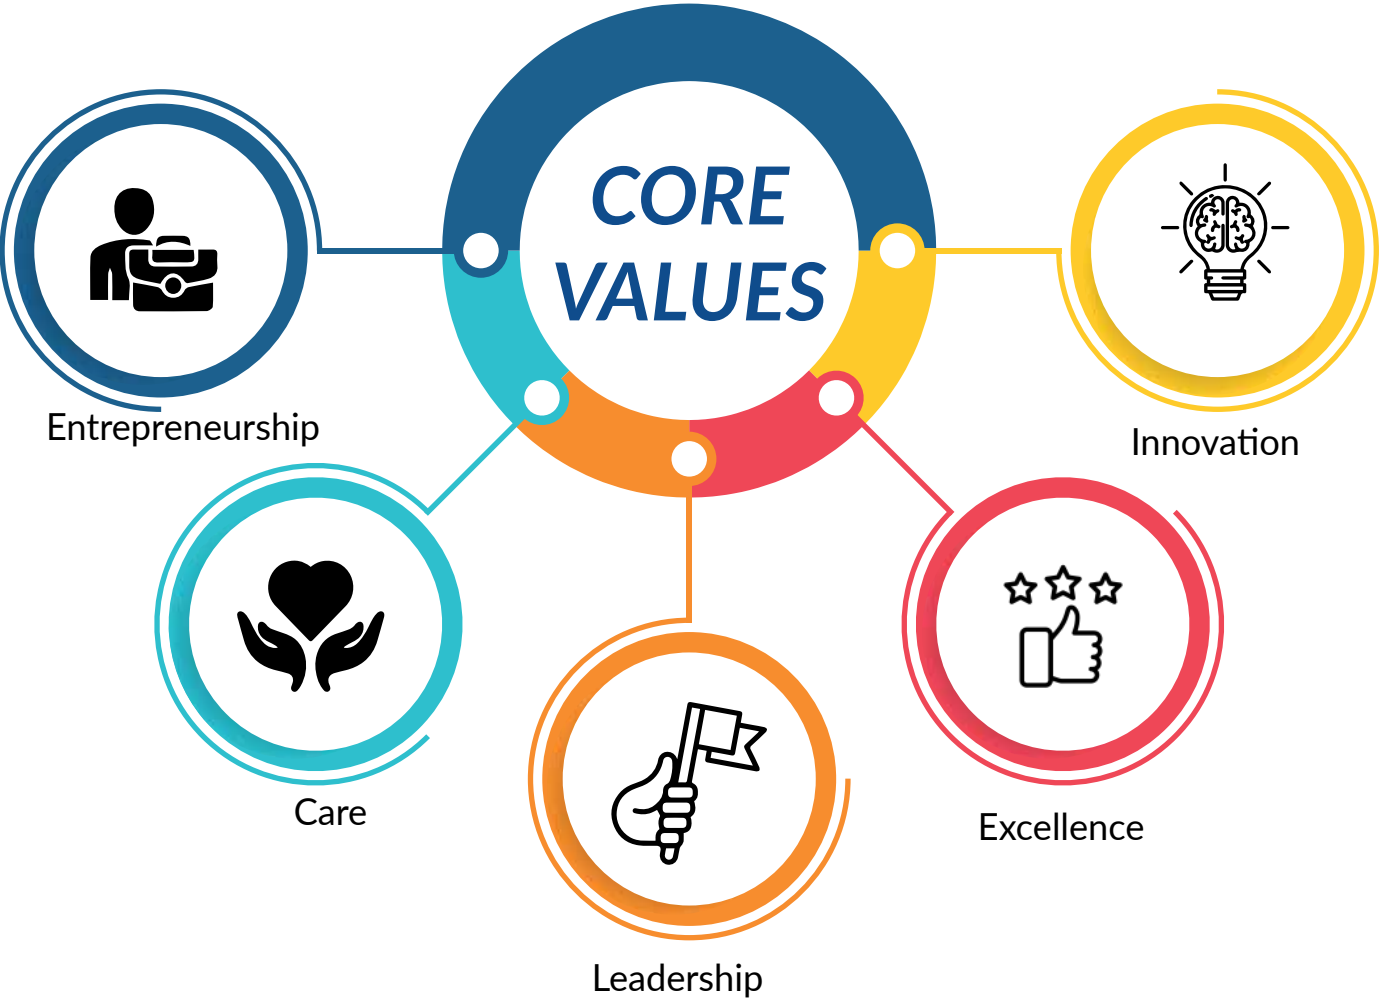 CORE
VALUES
Entrepreneurship
Innovation
Care
Excellence
Leadership